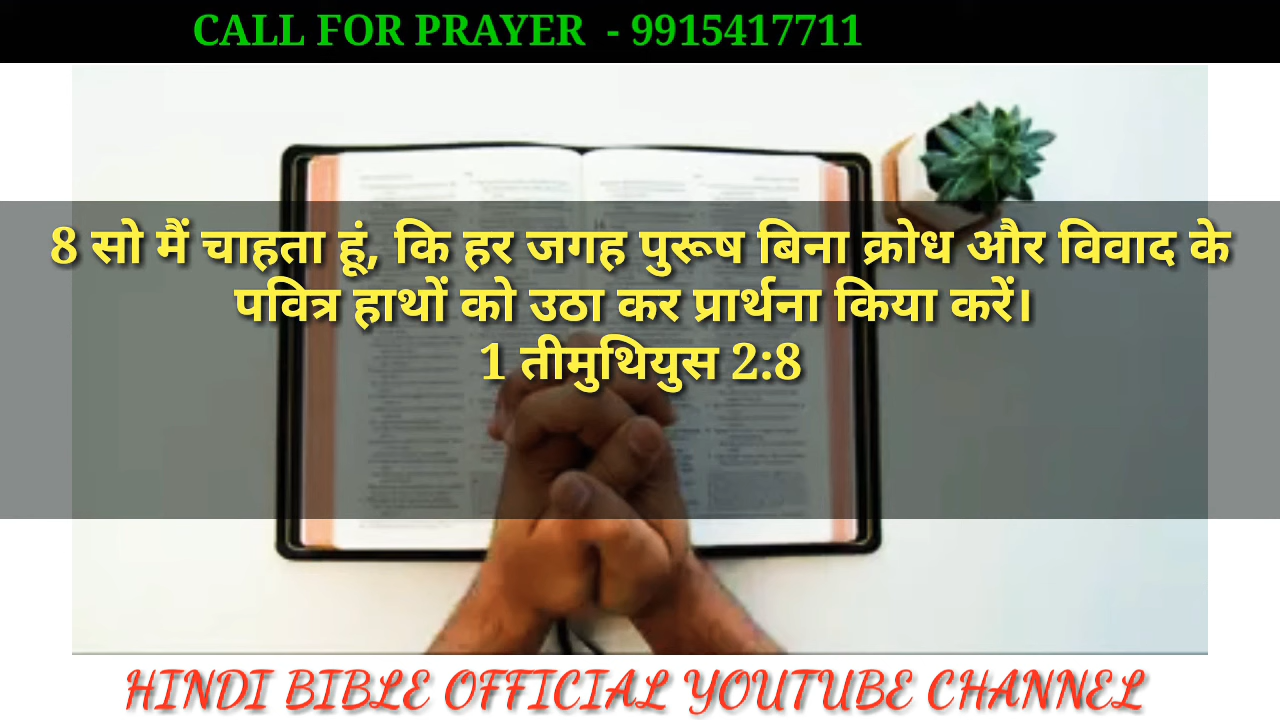 CALL FOR PRAYER - 9915417711
8 सो मैं चाहता हूं, कि हर जगह पुरूष बिना क्रोध और विवाद के
पवित्र हाथों को उठा कर प्रार्थना किया करें।
1 तीमुथियुस 2:8
HINDI BIBLE OFFICIAL YOUTUBE CHANNEL